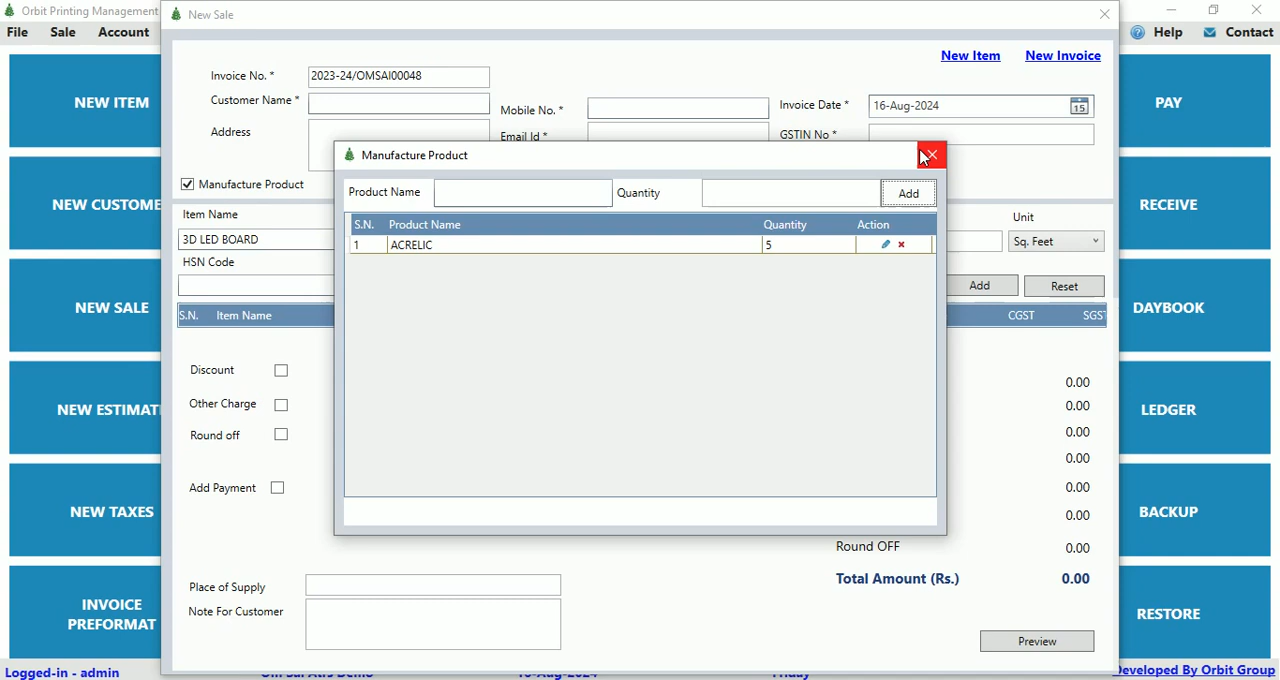 Orbit Printing Management
New Sale
File Sale Account
Help Contact
New Item New Invoice
Invoice No. * 2023-24/OMSAI00048
Customer Name *
Mobile No. *
Invoice Date * 16-Aug-2024 15
Address
Email Id *
GSTIN No *
Manufacture Product
Manufacture Product
Product Name Quantity Add
S.N. Product Name Quantity Action
1 ACRELIC 5
Item Name
Unit
3D LED BOARD
Sq. Feet
HSN Code
Add Reset
S.N. Item Name CGST SGST
Discount
0.00
Other Charge
0.00
Round off
0.00
0.00
Add Payment
0.00
0.00
Round OFF 0.00
Total Amount (Rs.) 0.00
Place of Supply
Note For Customer
Preview
NEW ITEM
NEW CUSTOME
NEW SALE
NEW ESTIMAT
NEW TAXES
INVOICE
PREFORMAT
PAY
RECEIVE
DAYBOOK
LEDGER
BACKUP
RESTORE
Logged-in - admin
Developed By Orbit Group